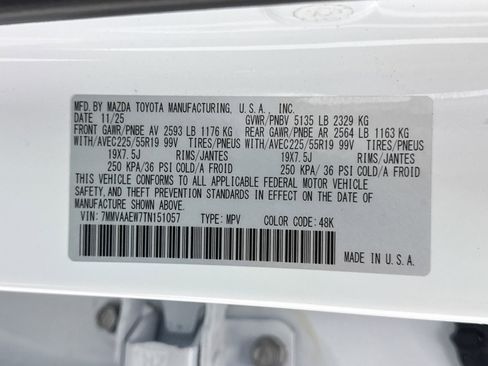 MFD. BY MAZDA TOYOTA MANUFACTURING, U.S.A., INC.
DATE 11/25 GVWR/PNBV 5135 LB 2329 KG
FRONT GAWR/PNBE AV 2593 LB 1176 KG REAR GAWR/PNBE AR 2564 LB 1163 KG
WITH/AVEC225/55R19 99V TIRES/PNEUS WITH/AVEC225/55R19 99V TIRES/PNEUS
19X7.5J RIMS/JANTES 19X7.5J RIMS/JANTES
250 KPA/ 36 PSI COLD/A FROID 250 KPA/ 36 PSI COLD/A FROID
THIS VEHICLE CONFORMS TO ALL APPLICABLE FEDERAL MOTOR VEHICLE
SAFETY, AND THEFT PREVENTION STANDARDS IN EFFECT ON THE DATE OF
MANUFACTURE SHOWN ABOVE.
VIN: 7MMVAAEW7TN151057 TYPE: MPV COLOR CODE: 48K
MADE IN U.S.A.